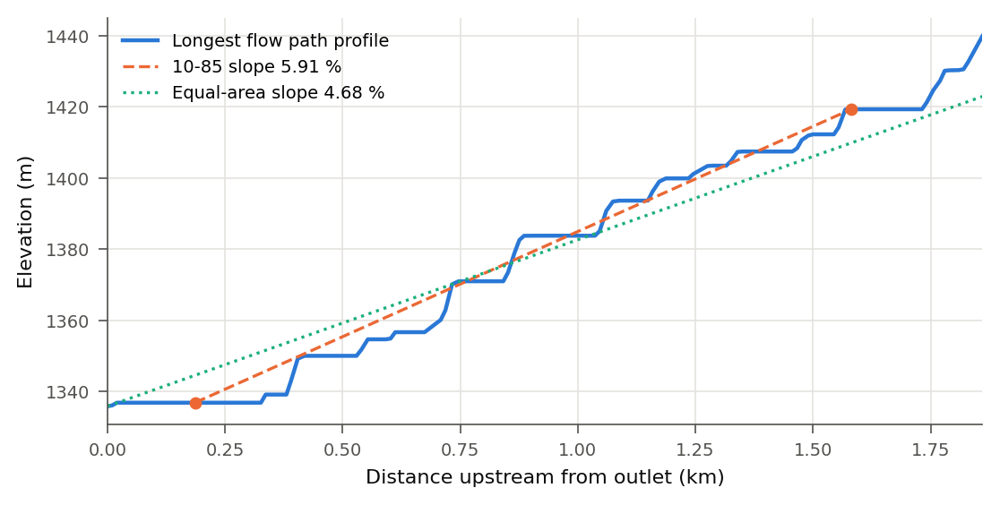 Longest flow path profile
10-85 slope 5.91 %
Equal-area slope 4.68 %
Elevation (m)
1440
1420
1400
1380
1360
1340
0.00 0.25 0.50 0.75 1.00 1.25 1.50 1.75
Distance upstream from outlet (km)